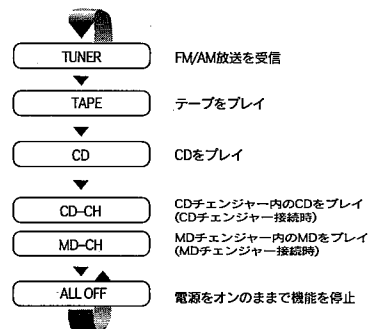 TUNER FM/AM放送を受信
TAPE テープをプレイ
CD CDをプレイ
CD-CH CDチェンジャー内のCDをプレイ
(CDチェンジャー接続時)
MD-CH MDチェンジャー内のMDをプレイ
(MDチェンジャー接続時)
ALL OFF 電源をオンのままで機能を停止